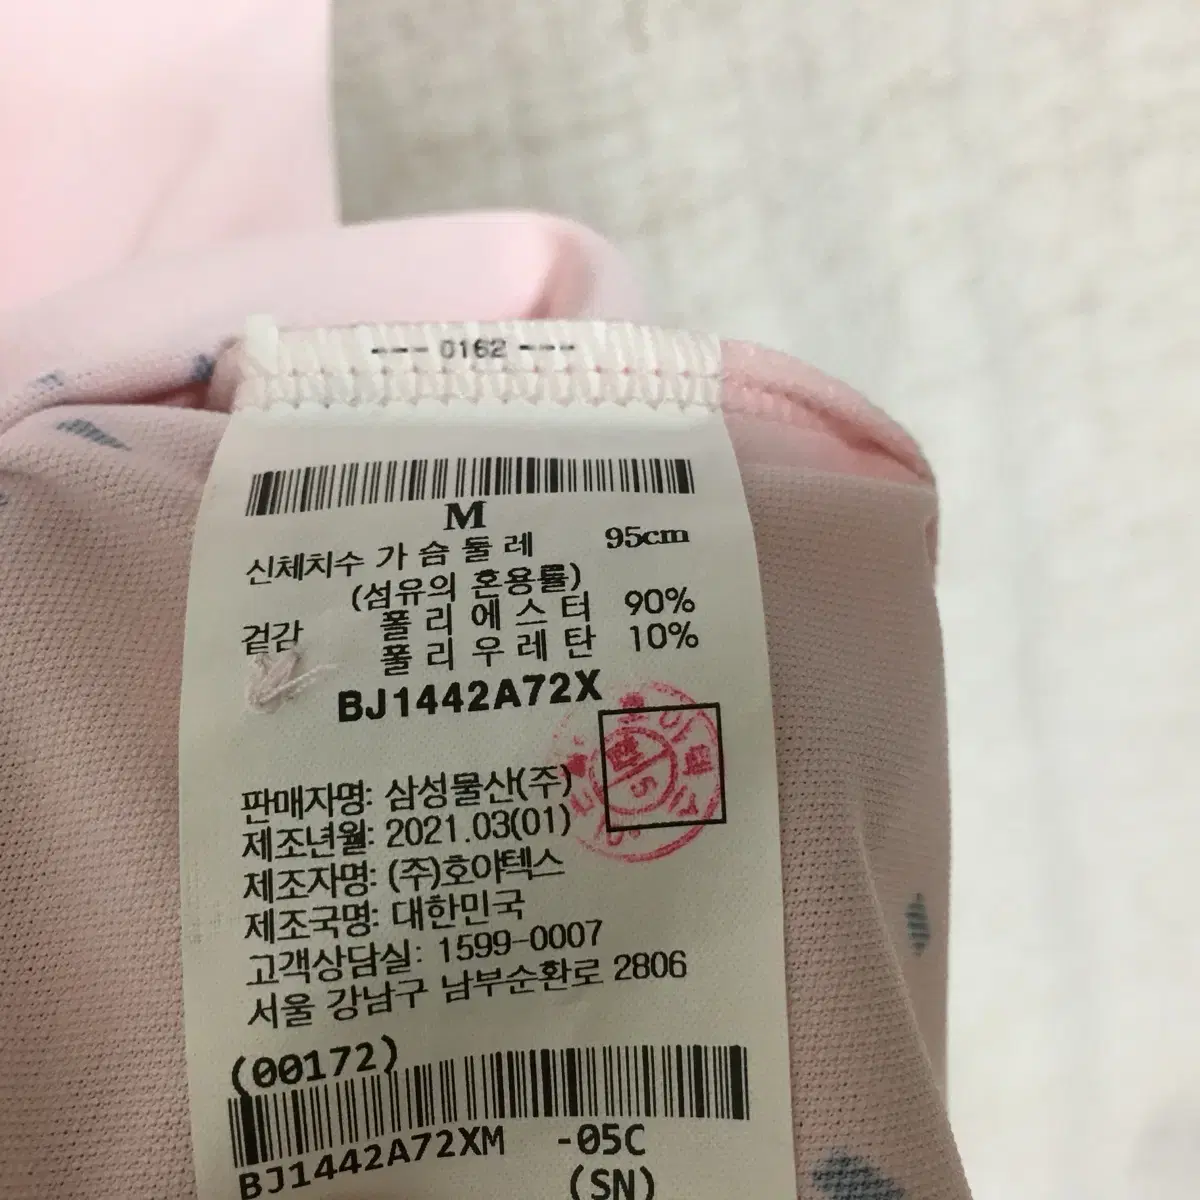 --- 0162 ---
M
신체치수 가슴둘레 95cm
(섬유의 혼용률)
겉감 폴리에스터 90%
폴리우레탄 10%
BJ1442A72X
판매자명: 삼성물산(주)
제조년월: 2021.03(01)
제조자명: (주)호야텍스
제조국명: 대한민국
고객상담실: 1599-0007
서울 강남구 남부순환로 2806
(00172)
BJ1442A72XM -05C
(SN)